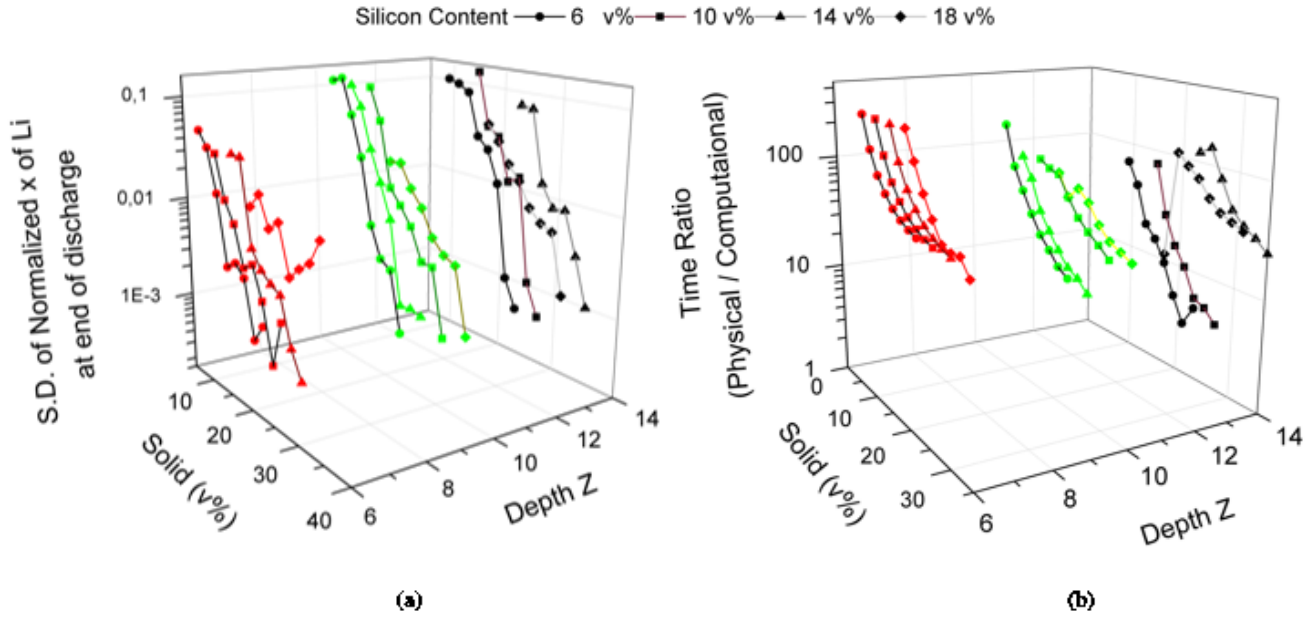 Silicon Content 6 v% 10 v% 14 v% 18 v%
S.D. of Normalized x of Li
at end of discharge
0,1
0.01
1E-3
10
20
30
40
Solid (v%)
6
8
10
12
14
Depth Z
(a)
Time Ratio
(Physical / Computaional)
100
10
1
0
10
20
30
Solid (v%)
6
8
10
12
14
Depth Z
(b)